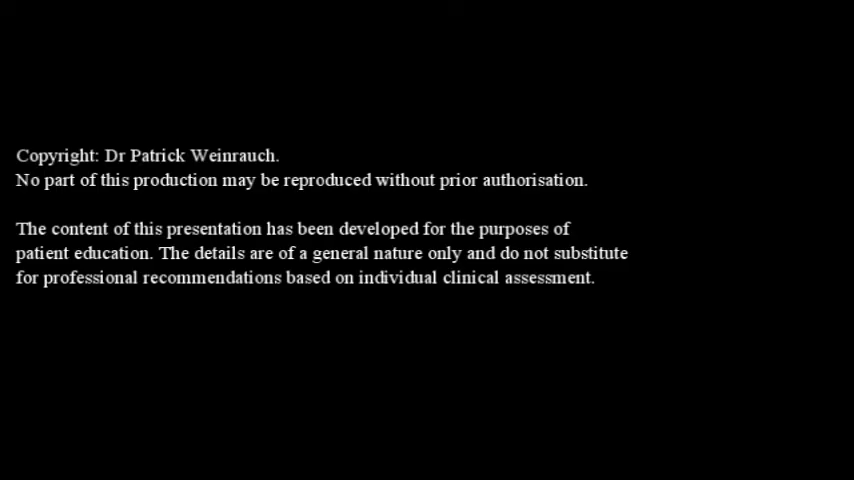 Copyright: Dr Patrick Weinrauch.
No part of this production may be reproduced without prior authorisation.
The content of this presentation has been developed for the purposes of
patient education. The details are of a general nature only and do not substitute
for professional recommendations based on individual clinical assessment.